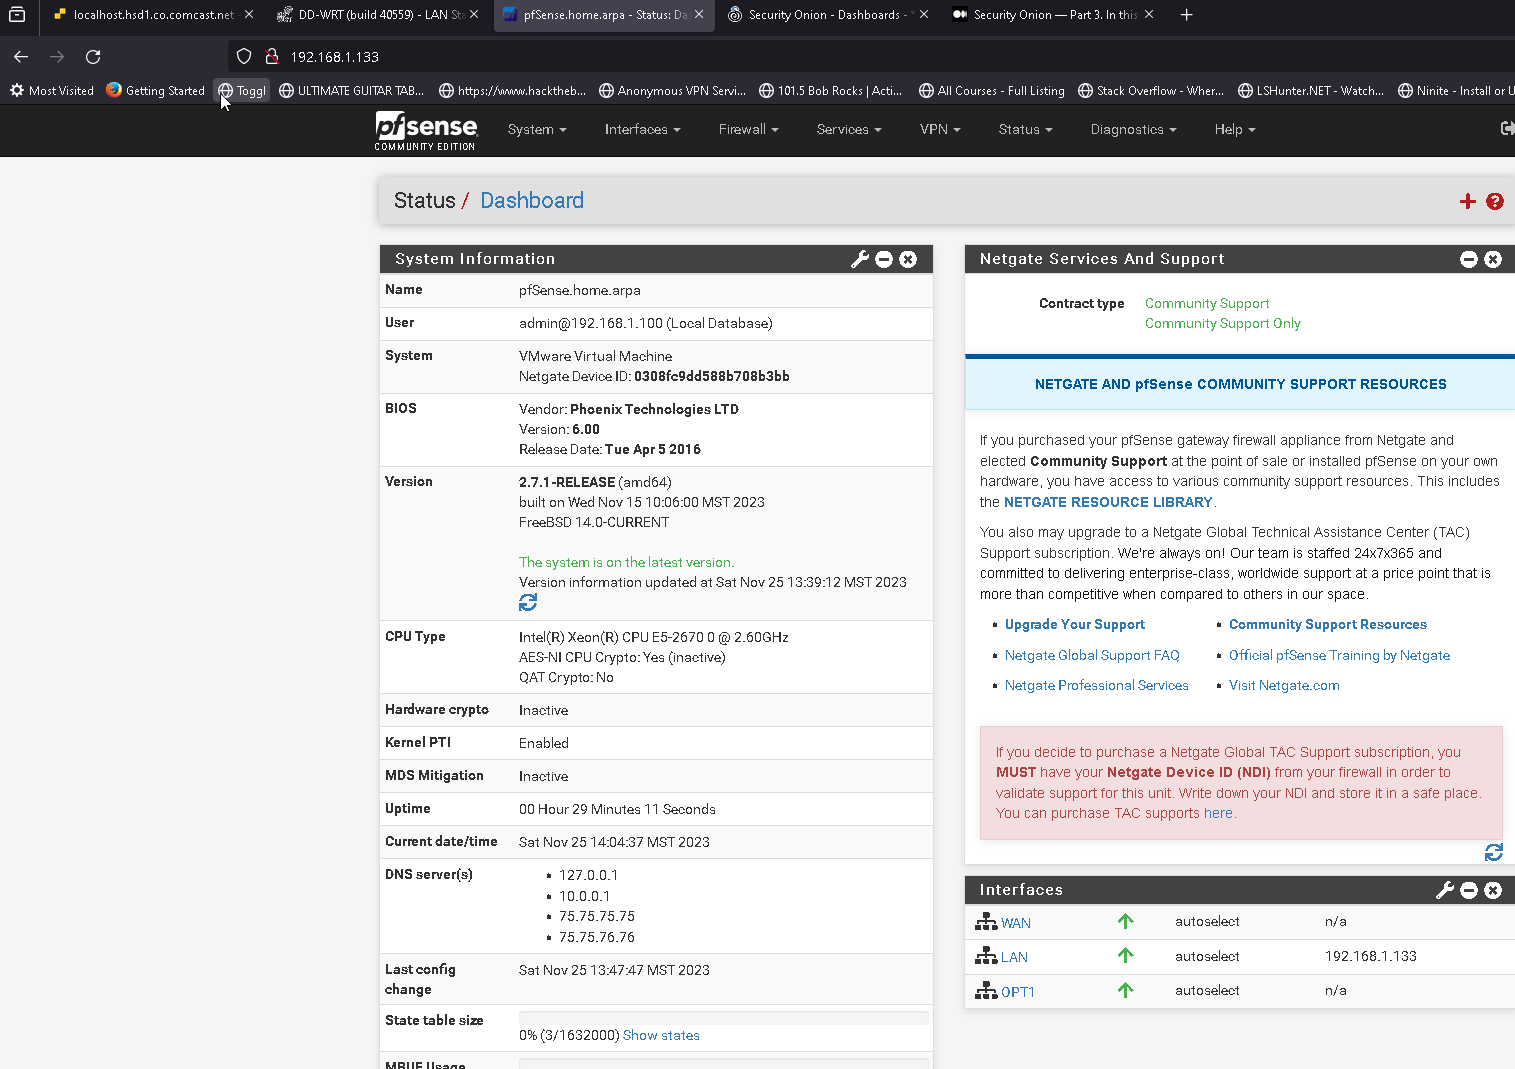 localhost.hsd1.co.comcast.net -
DD-WRT (build 40559) - LAN Sta
pfSense.home.arpa - Status: Da
Security Onion - Dashboards -
Security Onion — Part 3. In this
192.168.1.133
Most Visited
Getting Started
Toggl
ULTIMATE GUITAR TAB...
https://www.hacktheb...
Anonymous VPN Servi...
101.5 Bob Rocks | Acti...
All Courses - Full Listing
Stack Overflow - Wher...
LSHunter.NET - Watch...
Ninite - Install or U
pfsense
COMMUNITY EDITION
System
Interfaces
Firewall
Services
VPN
Status
Diagnostics
Help
Status / Dashboard
System Information
Name pfSense.home.arpa
User admin@192.168.1.100 (Local Database)
System VMware Virtual Machine
Netgate Device ID: 0308fc9dd588b708b3bb
BIOS Vendor: Phoenix Technologies LTD
Version: 6.00
Release Date: Tue Apr 5 2016
Version 2.7.1-RELEASE (amd64)
built on Wed Nov 15 10:06:00 MST 2023
FreeBSD 14.0-CURRENT
The system is on the latest version.
Version information updated at Sat Nov 25 13:39:12 MST 2023
CPU Type Intel(R) Xeon(R) CPU E5-2670 0 @ 2.60GHz
AES-NI CPU Crypto: Yes (inactive)
QAT Crypto: No
Hardware crypto Inactive
Kernel PTI Enabled
MDS Mitigation Inactive
Uptime 00 Hour 29 Minutes 11 Seconds
Current date/time Sat Nov 25 14:04:37 MST 2023
DNS server(s) • 127.0.0.1
• 10.0.0.1
• 75.75.75.75
• 75.75.76.76
Last config Sat Nov 25 13:47:47 MST 2023
change
State table size
0% (3/1632000) Show states
MBUF Usage
Netgate Services And Support
Contract type Community Support
Community Support Only
NETGATE AND pfSense COMMUNITY SUPPORT RESOURCES
If you purchased your pfSense gateway firewall appliance from Netgate and
elected Community Support at the point of sale or installed pfSense on your own
hardware, you have access to various community support resources. This includes
the NETGATE RESOURCE LIBRARY.
You also may upgrade to a Netgate Global Technical Assistance Center (TAC)
Support subscription. We're always on! Our team is staffed 24x7x365 and
committed to delivering enterprise-class, worldwide support at a price point that is
more than competitive when compared to others in our space.
• Upgrade Your Support • Community Support Resources
• Netgate Global Support FAQ • Official pfSense Training by Netgate
• Netgate Professional Services • Visit Netgate.com
If you decide to purchase a Netgate Global TAC Support subscription, you
MUST have your Netgate Device ID (NDI) from your firewall in order to
validate support for this unit. Write down your NDI and store it in a safe place.
You can purchase TAC supports here.
Interfaces
WAN autoselect n/a
LAN autoselect 192.168.1.133
OPT1 autoselect n/a